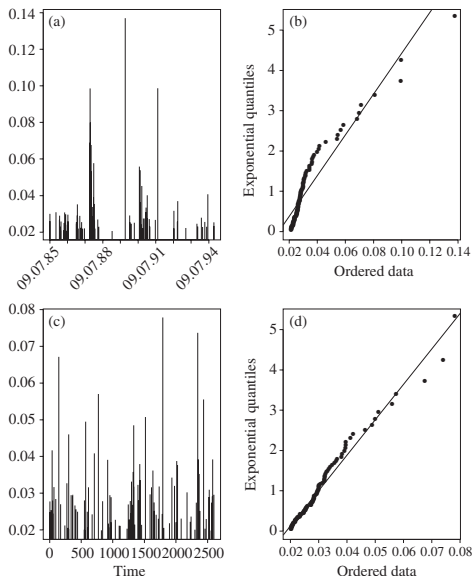 (a)
0.14
0.12
0.10
0.08
0.06
0.04
0.02
09.07.85
09.07.88
09.07.91
09.07.94
(b)
Exponential quantiles
5
4
3
2
1
0
0.02 0.04 0.06 0.08 0.10 0.12 0.14
Ordered data
(c)
0.08
0.07
0.06
0.05
0.04
0.03
0.02
0 500 1000 1500 2000 2500
Time
(d)
Exponential quantiles
5
4
3
2
1
0
0.02 0.03 0.04 0.05 0.06 0.07 0.08
Ordered data